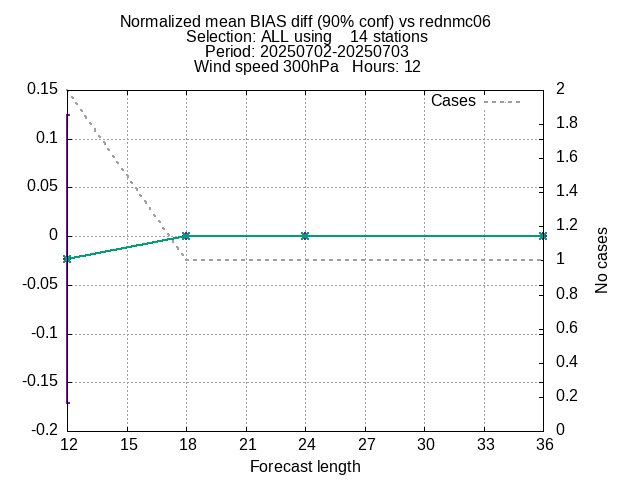 Normalized mean BIAS diff (90% conf) vs rednmc06
Selection: ALL using    14 stations
Period: 20250702-20250703
Wind speed 300hPa   Hours: 12
Cases
0.15
0.1
0.05
0
-0.05
-0.1
-0.15
-0.2
2
1.8
1.6
1.4
1.2
1
0.8
0.6
0.4
0.2
0
No cases
12 15 18 21 24 27 30 33 36
Forecast length